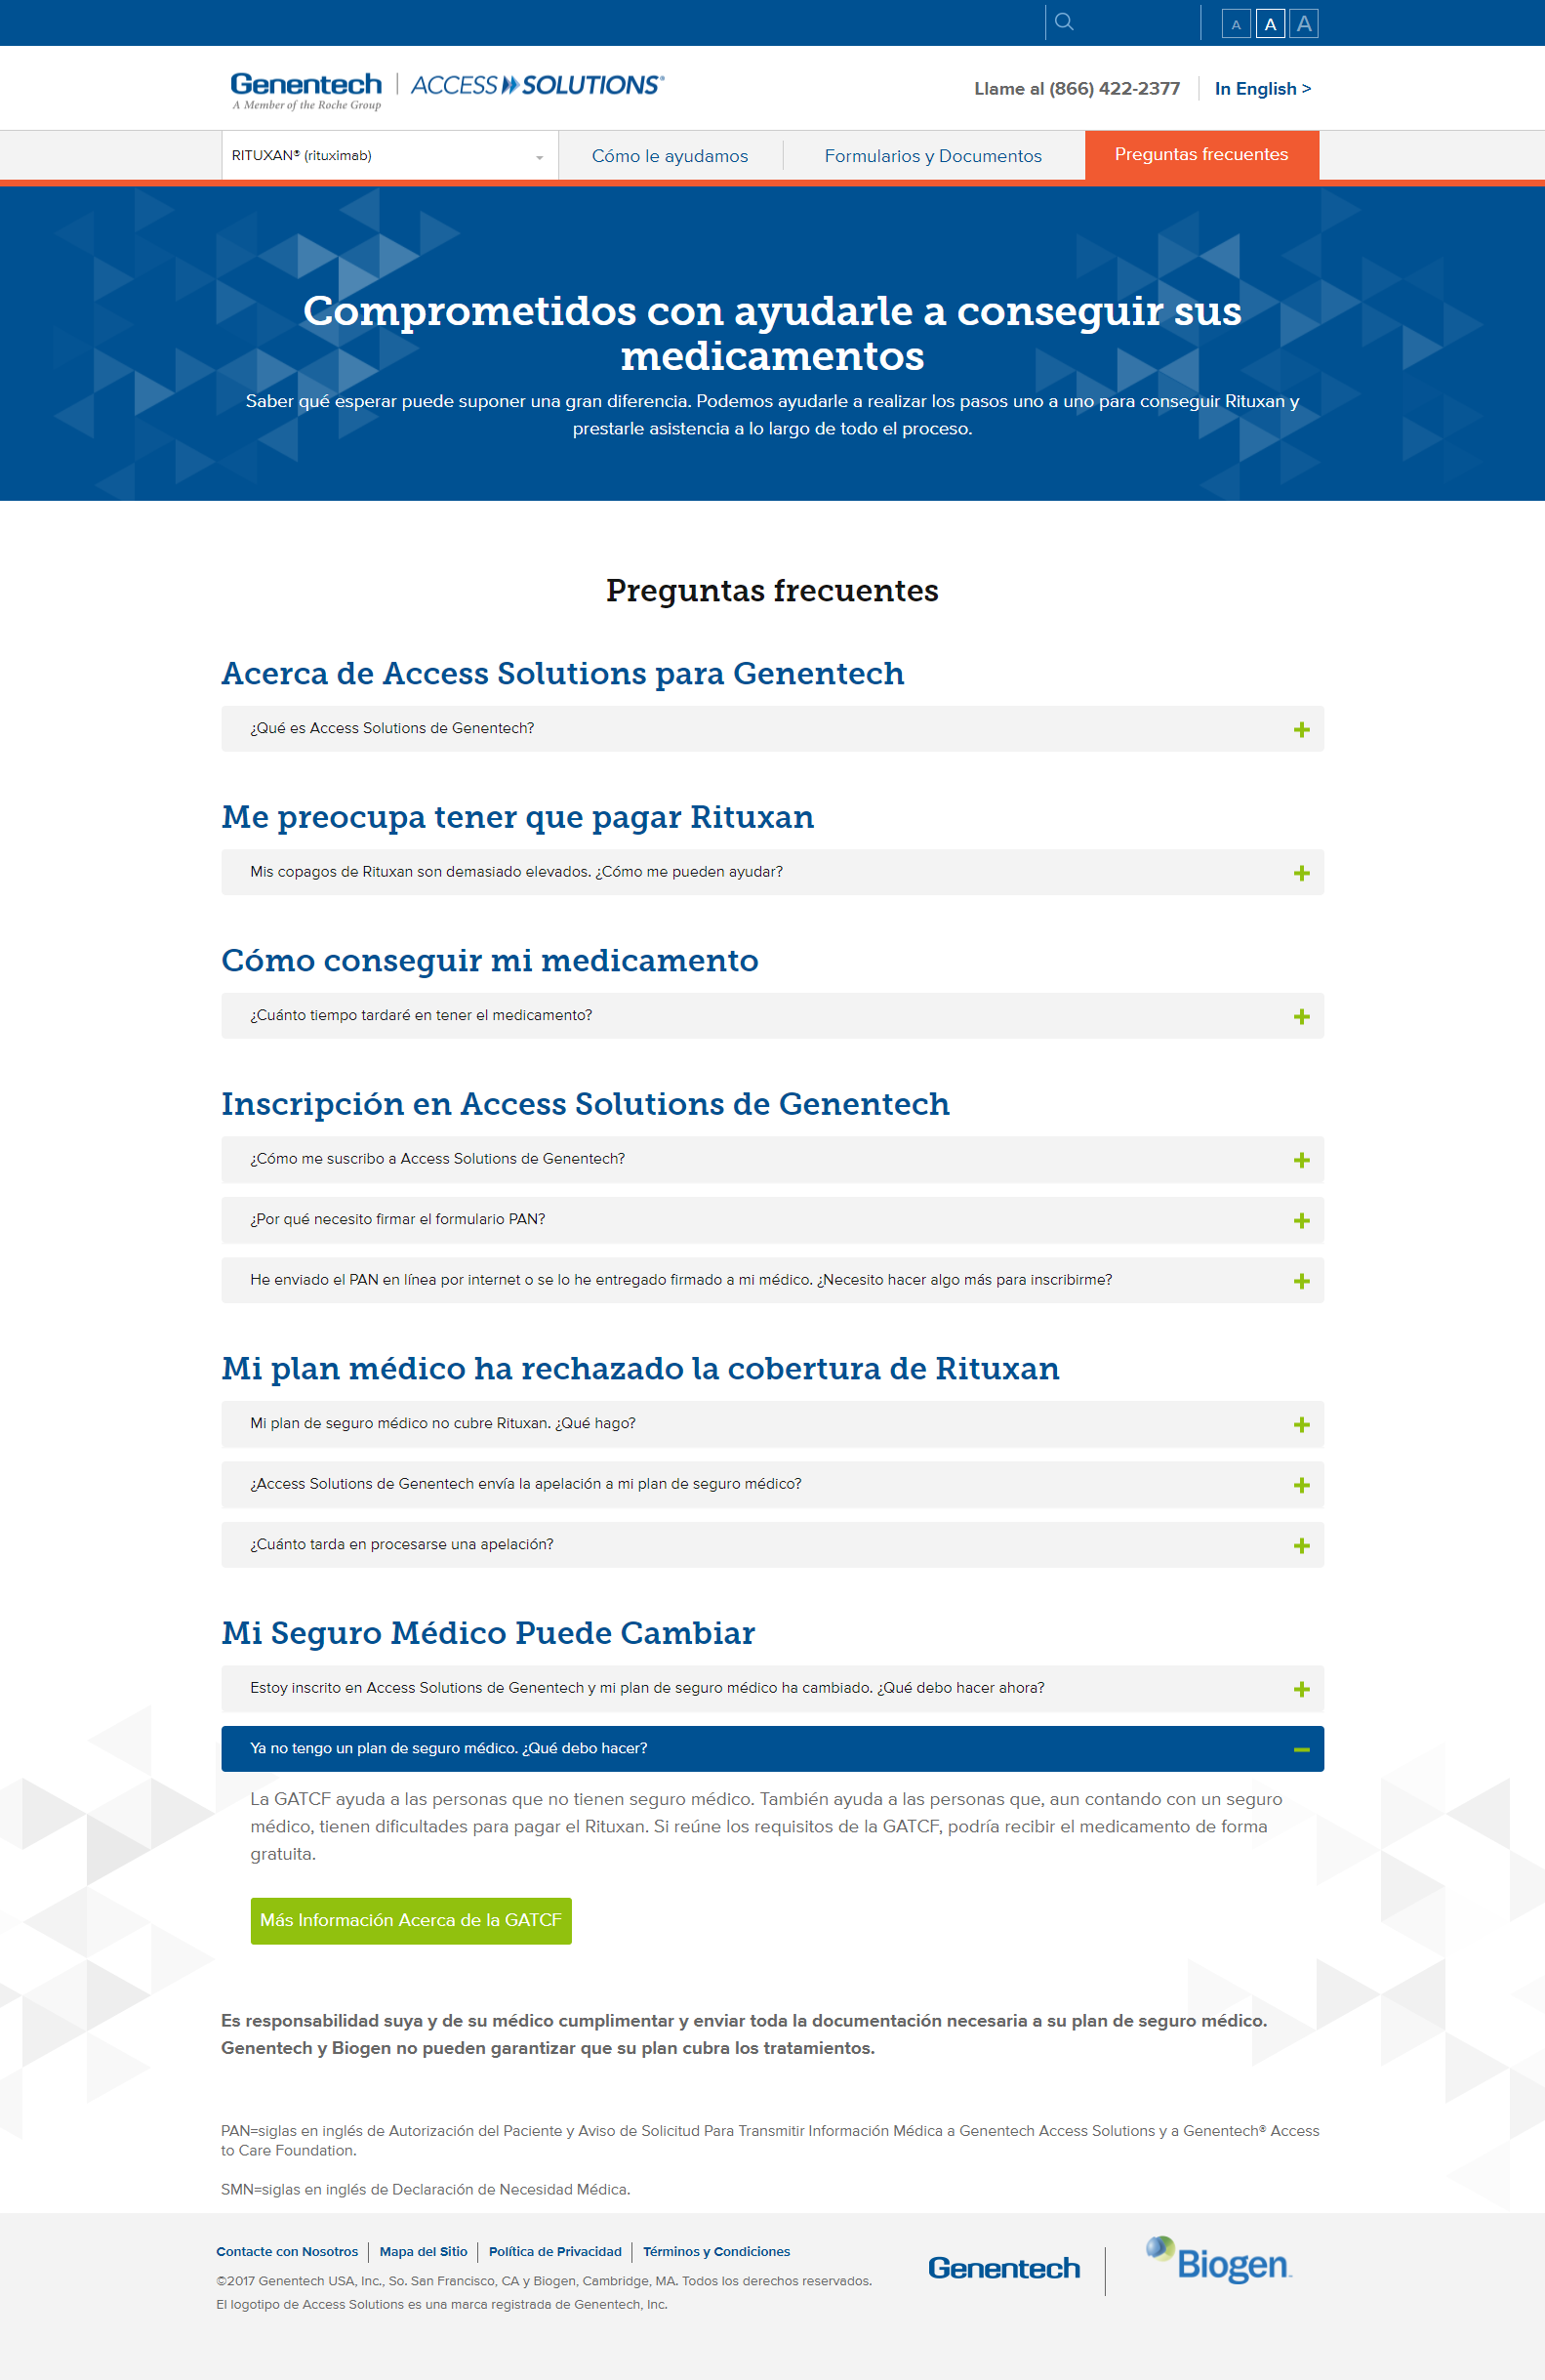 A A A
Genentech
A Member of the Roche Group
ACCESS SOLUTIONS®
Llame al (866) 422-2377
In English >
RITUXAN® (rituximab)
Cómo le ayudamos
Formularios y Documentos
Preguntas frecuentes
Comprometidos con ayudarle a conseguir sus
medicamentos
Saber qué esperar puede suponer una gran diferencia. Podemos ayudarle a realizar los pasos uno a uno para conseguir Rituxan y
prestarle asistencia a lo largo de todo el proceso.
Preguntas frecuentes
Acerca de Access Solutions para Genentech
¿Qué es Access Solutions de Genentech?
Me preocupa tener que pagar Rituxan
Mis copagos de Rituxan son demasiado elevados. ¿Cómo me pueden ayudar?
Cómo conseguir mi medicamento
¿Cuánto tiempo tardaré en tener el medicamento?
Inscripción en Access Solutions de Genentech
¿Cómo me suscribo a Access Solutions de Genentech?
¿Por qué necesito firmar el formulario PAN?
He enviado el PAN en línea por internet o se lo he entregado firmado a mi médico. ¿Necesito hacer algo más para inscribirme?
Mi plan médico ha rechazado la cobertura de Rituxan
Mi plan de seguro médico no cubre Rituxan. ¿Qué hago?
¿Access Solutions de Genentech envía la apelación a mi plan de seguro médico?
¿Cuánto tarda en procesarse una apelación?
Mi Seguro Médico Puede Cambiar
Estoy inscrito en Access Solutions de Genentech y mi plan de seguro médico ha cambiado. ¿Qué debo hacer ahora?
Ya no tengo un plan de seguro médico. ¿Qué debo hacer?
La GATCF ayuda a las personas que no tienen seguro médico. También ayuda a las personas que, aun contando con un seguro
médico, tienen dificultades para pagar el Rituxan. Si reúne los requisitos de la GATCF, podría recibir el medicamento de forma
gratuita.
Más Información Acerca de la GATCF
Es responsabilidad suya y de su médico cumplimentar y enviar toda la documentación necesaria a su plan de seguro médico.
Genentech y Biogen no pueden garantizar que su plan cubra los tratamientos.
PAN=siglas en inglés de Autorización del Paciente y Aviso de Solicitud Para Transmitir Información Médica a Genentech Access Solutions y a Genentech® Access
to Care Foundation.
SMN=siglas en inglés de Declaración de Necesidad Médica.
Contacte con Nosotros
Mapa del Sitio
Política de Privacidad
Términos y Condiciones
©2017 Genentech USA, Inc., So. San Francisco, CA y Biogen, Cambridge, MA. Todos los derechos reservados.
El logotipo de Access Solutions es una marca registrada de Genentech, Inc.
Genentech
Biogen